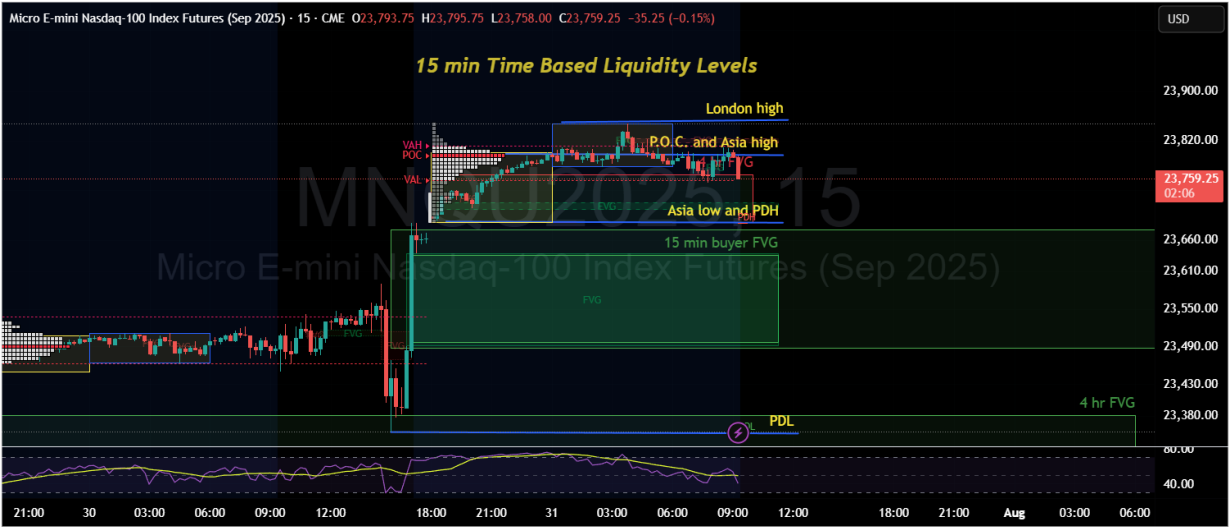 Micro E-mini Nasdaq-100 Index Futures (Sep 2025) · 15 · CME O23,793.75 H23,795.75 L23,758.00 C23,759.25 −35.25 (−0.15%)
USD
15 min Time Based Liquidity Levels
23,900.00
London high
23,820.00
VAH
P.O.C. and Asia high
POC
FVG
VAL
23,759.25
02:06
MNQU2025, 15
FVG
Asia low and PDH
PDH
23,660.00
15 min buyer FVG
Micro E-mini Nasdaq-100 Index Futures (Sep 2025)
23,610.00
FVG
23,550.00
FVG
FVG
23,490.00
23,430.00
4 hr FVG
23,380.00
PDL
80.00
40.00
21:00 30 03:00 06:00 09:00 12:00 18:00 21:00 31 03:00 06:00 09:00 12:00 18:00 21:00 Aug 03:00 06:00